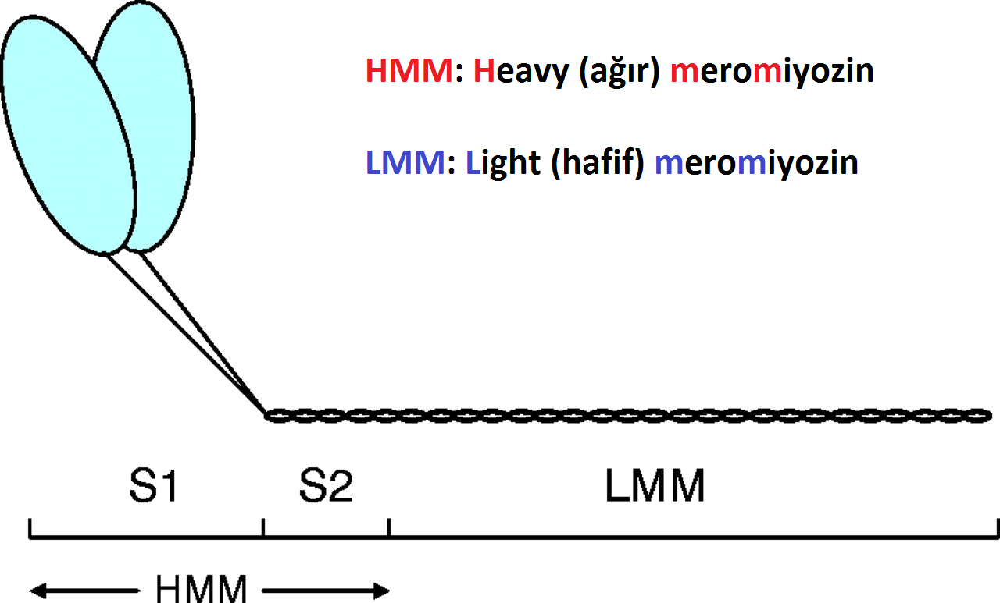 HMM: Heavy (ağır) meromiyozin
LMM: Light (hafif) meromiyozin
S1 S2 LMM
HMM